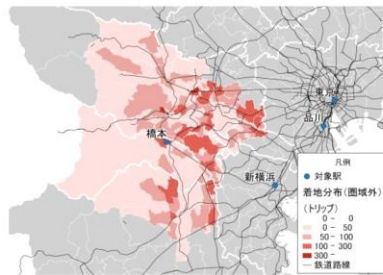 東京
品川
橋本
新横浜
凡例
対象駅
着地分布(圏域外)
(トリップ)
0 - 0
0 - 50
50 - 100
100 - 300
300 -
鉄道路線